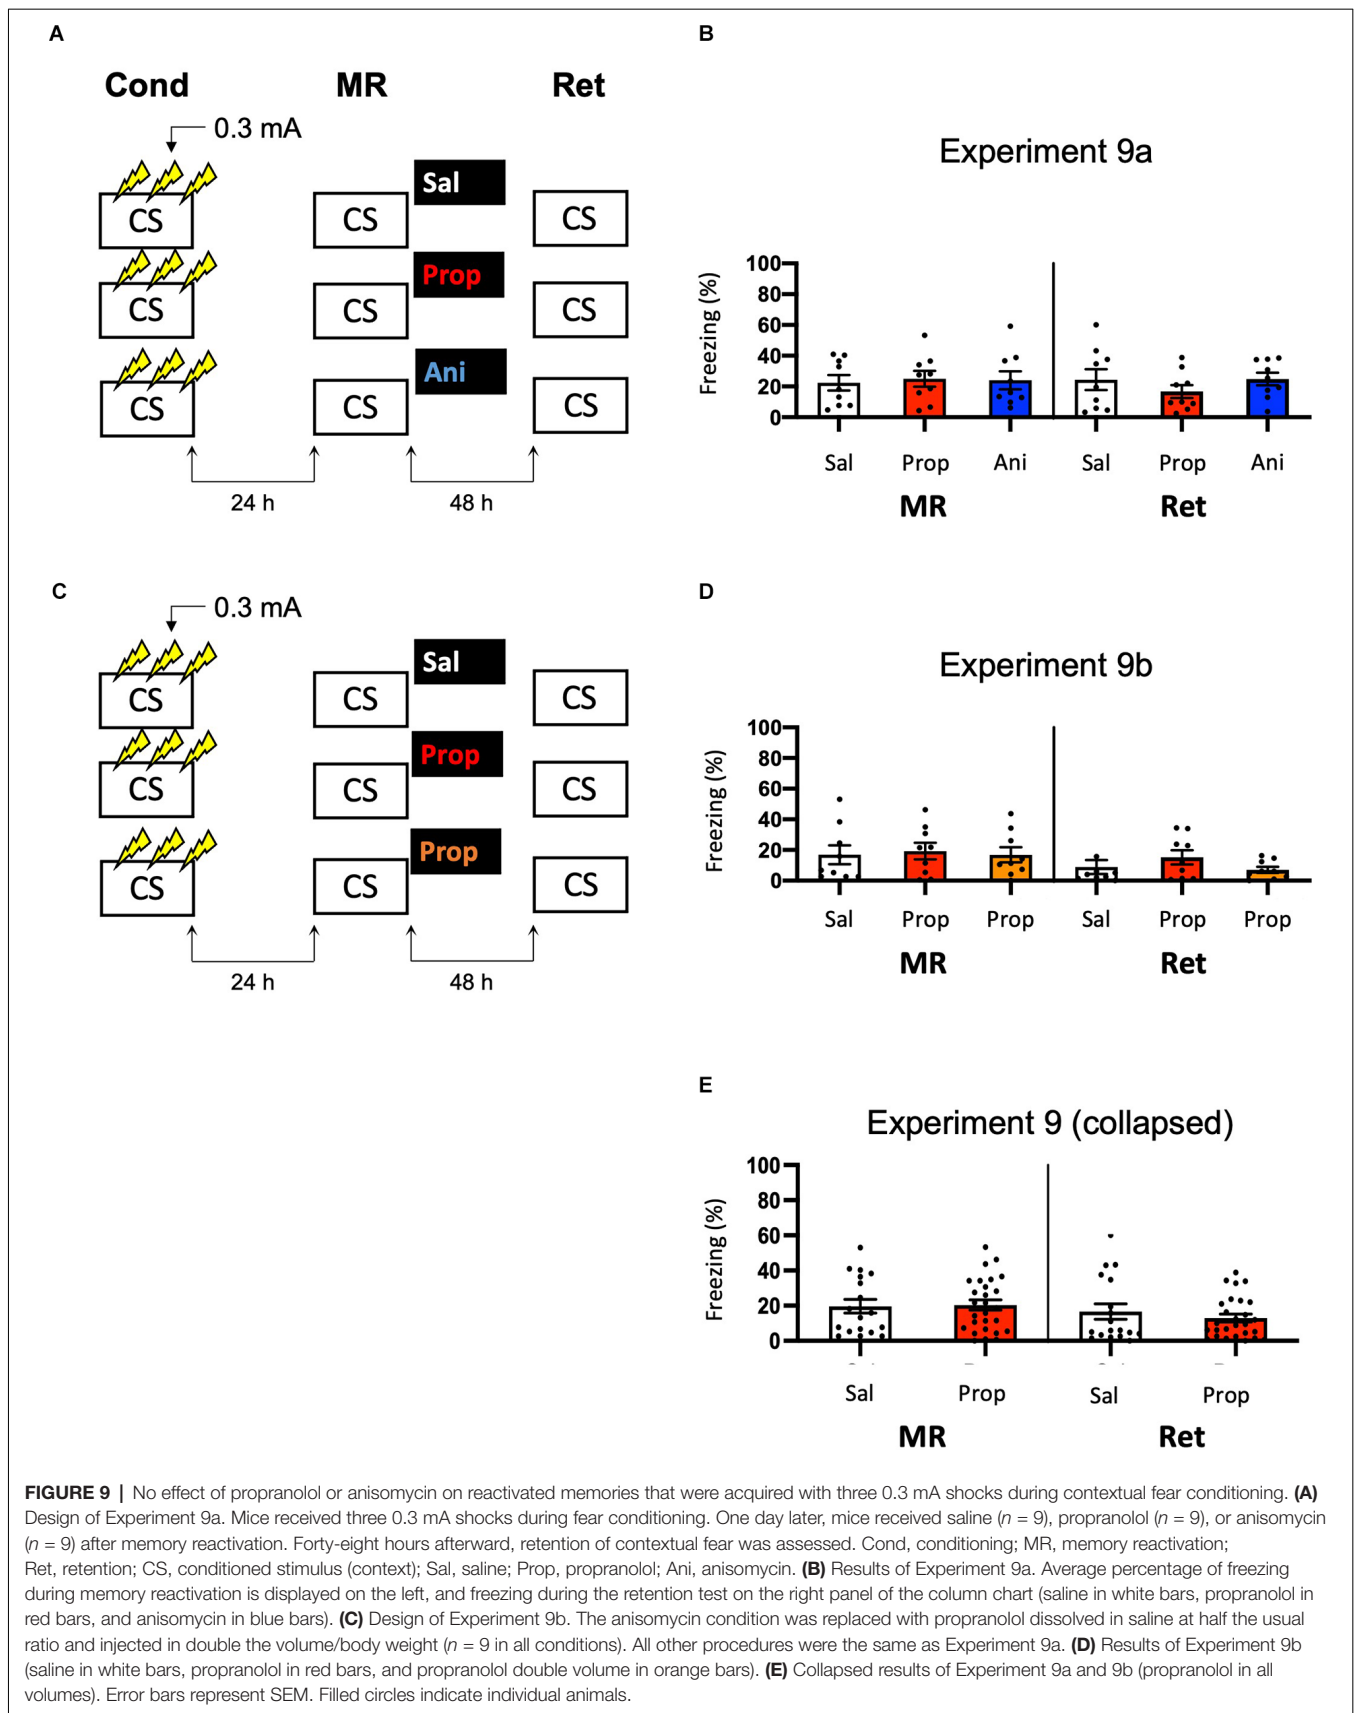 A
Cond MR Ret
0.3 mA
Sal
CS CS CS
Prop
CS CS CS
Ani
CS CS CS
24 h 48 h
B
Experiment 9a
Freezing (%)
100
80
60
40
20
0
Sal Prop Ani Sal Prop Ani
MR Ret
C
0.3 mA
Sal
CS CS CS
Prop
CS CS CS
Prop
CS CS CS
24 h 48 h
D
Experiment 9b
Freezing (%)
100
80
60
40
20
0
Sal Prop Prop Sal Prop Prop
MR Ret
E
Experiment 9 (collapsed)
Freezing (%)
100
80
60
40
20
0
Sal Prop Sal Prop
MR Ret
FIGURE 9 | No effect of propranolol or anisomycin on reactivated memories that were acquired with three 0.3 mA shocks during contextual fear conditioning. (A)
Design of Experiment 9a. Mice received three 0.3 mA shocks during fear conditioning. One day later, mice received saline (n = 9), propranolol (n = 9), or anisomycin
(n = 9) after memory reactivation. Forty-eight hours afterward, retention of contextual fear was assessed. Cond, conditioning; MR, memory reactivation;
Ret, retention; CS, conditioned stimulus (context); Sal, saline; Prop, propranolol; Ani, anisomycin. (B) Results of Experiment 9a. Average percentage of freezing
during memory reactivation is displayed on the left, and freezing during the retention test on the right panel of the column chart (saline in white bars, propranolol in
red bars, and anisomycin in blue bars). (C) Design of Experiment 9b. The anisomycin condition was replaced with propranolol dissolved in saline at half the usual
ratio and injected in double the volume/body weight (n = 9 in all conditions). All other procedures were the same as Experiment 9a. (D) Results of Experiment 9b
(saline in white bars, propranolol in red bars, and propranolol double volume in orange bars). (E) Collapsed results of Experiment 9a and 9b (propranolol in all
volumes). Error bars represent SEM. Filled circles indicate individual animals.